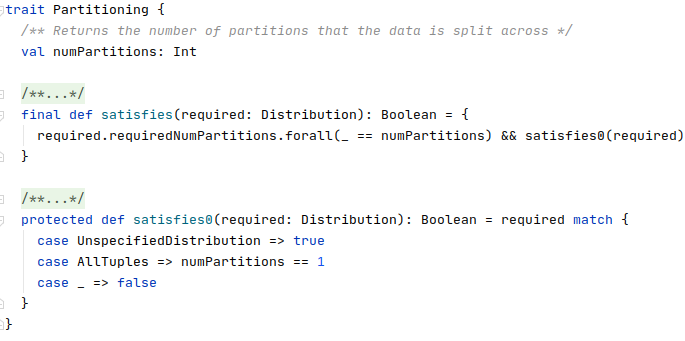 trait Partitioning {
/** Returns the number of partitions that the data is split across */
val numPartitions: Int
/**...*/
final def satisfies(required: Distribution): Boolean = {
required.requiredNumPartitions.forall(_ == numPartitions) && satisfies0(required)
}
/**...*/
protected def satisfies0(required: Distribution): Boolean = required match {
case UnspecifiedDistribution => true
case AllTuples => numPartitions == 1
case _ => false
}
}